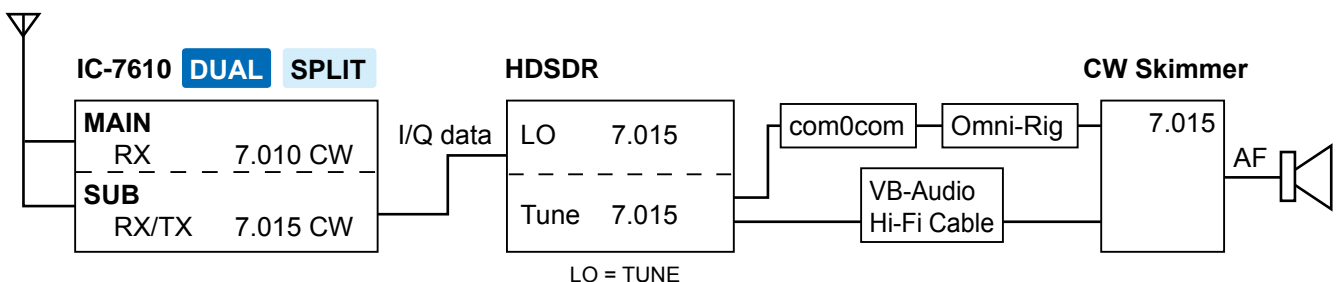 IC-7610 DUAL SPLIT
MAIN
RX 7.010 CW
SUB
RX/TX 7.015 CW
I/Q data
HDSDR
LO 7.015
Tune 7.015
LO = TUNE
com0com
Omni-Rig
VB-Audio
Hi-Fi Cable
CW Skimmer
7.015
AF